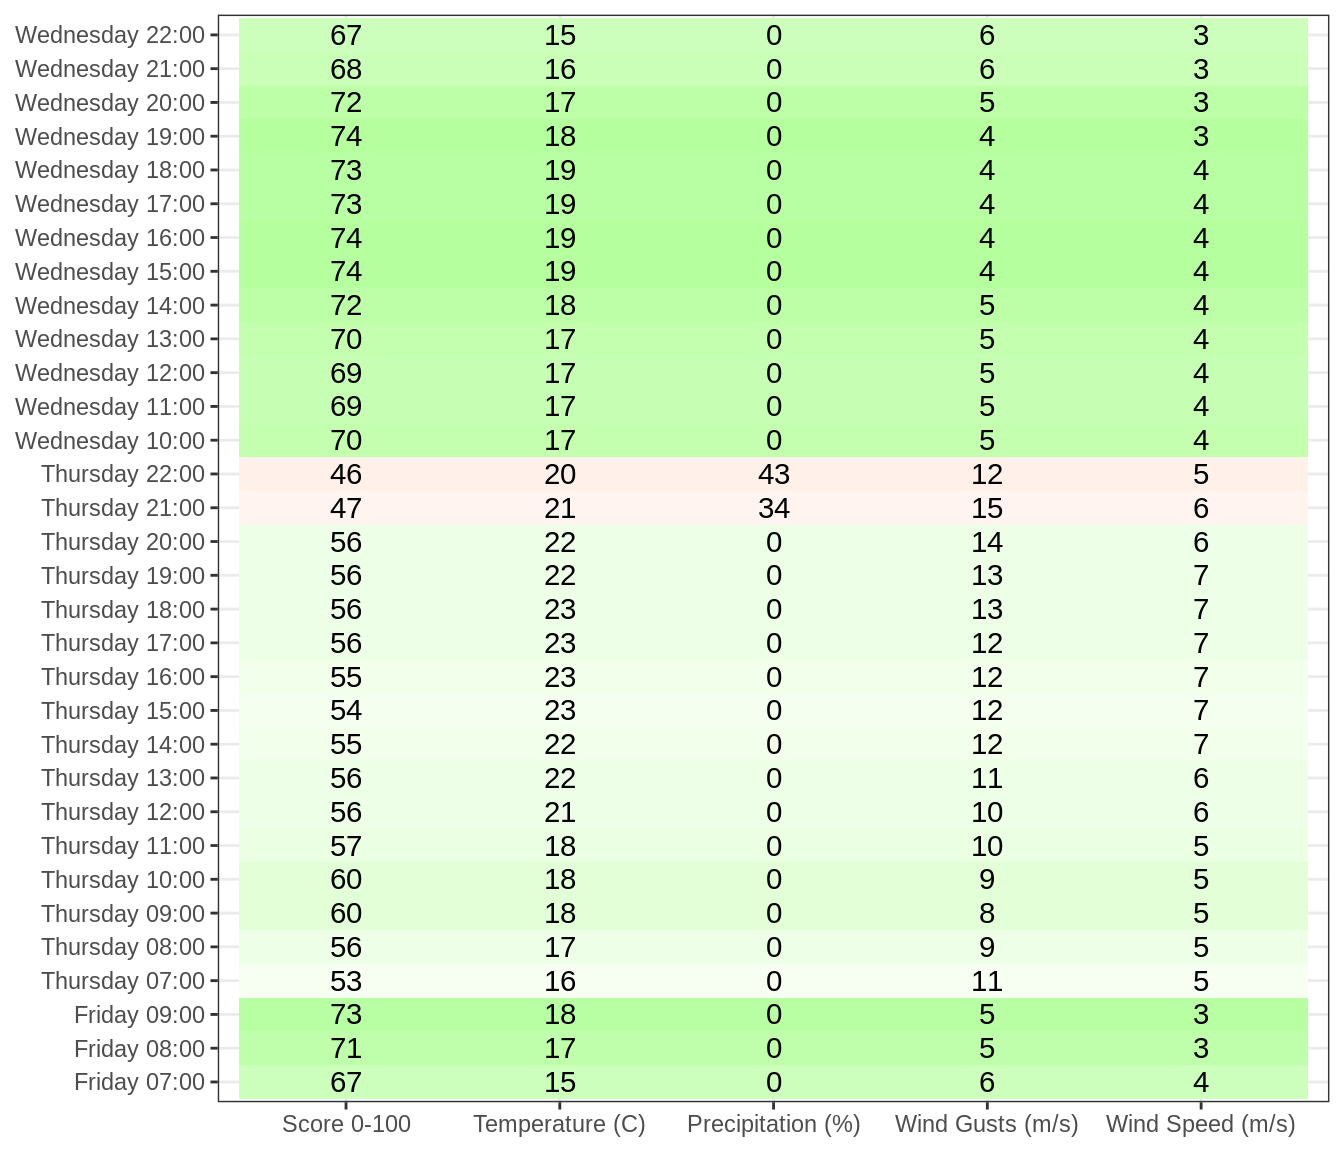 Wednesday 22:00 67 15 0 6 3
Wednesday 21:00 68 16 0 6 3
Wednesday 20:00 72 17 0 5 3
Wednesday 19:00 74 18 0 4 3
Wednesday 18:00 73 19 0 4 4
Wednesday 17:00 73 19 0 4 4
Wednesday 16:00 74 19 0 4 4
Wednesday 15:00 74 19 0 4 4
Wednesday 14:00 72 18 0 5 4
Wednesday 13:00 70 17 0 5 4
Wednesday 12:00 69 17 0 5 4
Wednesday 11:00 69 17 0 5 4
Wednesday 10:00 70 17 0 5 4
Thursday 22:00 46 20 43 12 5
Thursday 21:00 47 21 34 15 6
Thursday 20:00 56 22 0 14 6
Thursday 19:00 56 22 0 13 7
Thursday 18:00 56 23 0 13 7
Thursday 17:00 56 23 0 12 7
Thursday 16:00 55 23 0 12 7
Thursday 15:00 54 23 0 12 7
Thursday 14:00 55 22 0 12 7
Thursday 13:00 56 22 0 11 6
Thursday 12:00 56 21 0 10 6
Thursday 11:00 57 18 0 10 5
Thursday 10:00 60 18 0 9 5
Thursday 09:00 60 18 0 8 5
Thursday 08:00 56 17 0 9 5
Thursday 07:00 53 16 0 11 5
Friday 09:00 73 18 0 5 3
Friday 08:00 71 17 0 5 3
Friday 07:00 67 15 0 6 4
Score 0-100 Temperature (C) Precipitation (%) Wind Gusts (m/s) Wind Speed (m/s)